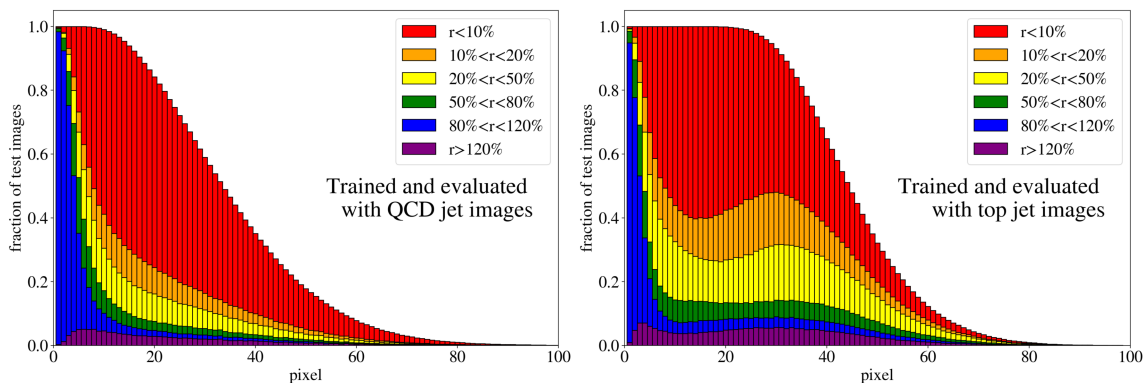 1.0
0.8
0.6
0.4
0.2
0.0
fraction of test images
0
20
40
60
80
100
pixel
r<10%
10%<r<20%
20%<r<50%
50%<r<80%
80%<r<120%
r>120%
Trained and evaluated
with QCD jet images
1.0
0.8
0.6
0.4
0.2
0.0
fraction of test images
0
20
40
60
80
100
pixel
r<10%
10%<r<20%
20%<r<50%
50%<r<80%
80%<r<120%
r>120%
Trained and evaluated
with top jet images